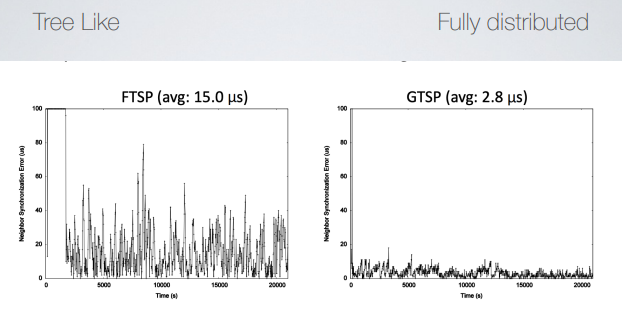 Tree Like
Fully distributed
FTSP (avg: 15.0 µs)
Neighbor Synchronization Error (us)
100
80
60
40
20
0
0
5000
10000
15000
20000
Time (s)
GTSP (avg: 2.8 µs)
Neighbor Synchronization Error (us)
100
80
60
40
20
0
0
5000
10000
15000
20000
Time (s)